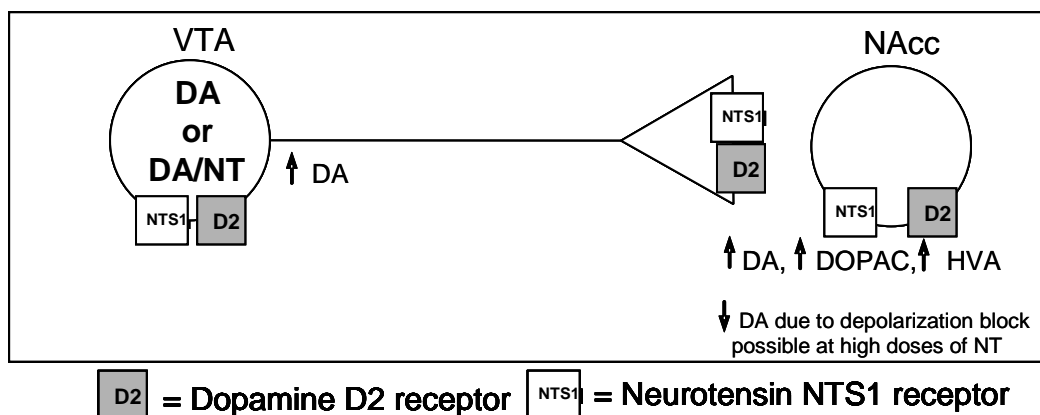 VTA
NAcc
DA
or
DA/NT
NTS1
D2
↑ DA
NTS1
D2
NTS1
D2
↑ DA, ↑ DOPAC, ↑ HVA
↓ DA due to depolarization block
possible at high doses of NT
D2 = Dopamine D2 receptor NTS1 = Neurotensin NTS1 receptor